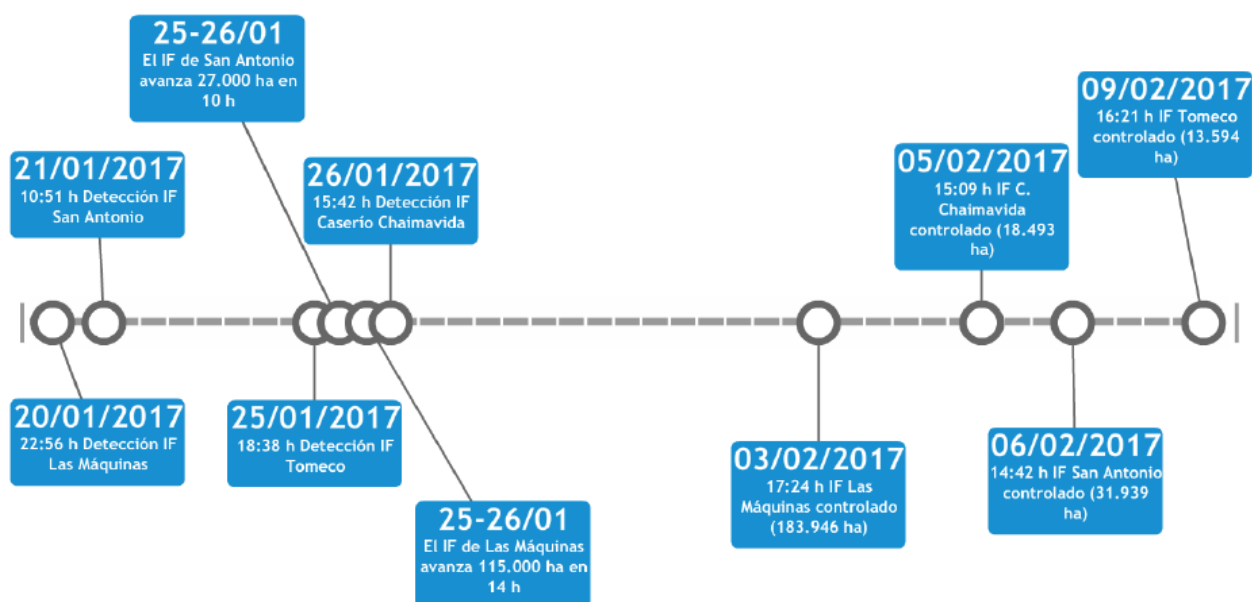 25-26/01
El IF de San Antonio
avanza 27.000 ha en
10 h
09/02/2017
16:21 h IF Tomeco
controlado (13.594
ha)
21/01/2017
10:51 h Detección IF
San Antonio
26/01/2017
15:42 h Detección IF
Caserío Chaimavida
05/02/2017
15:09 h IF C.
Chaimavida
controlado (18.493
ha)
20/01/2017
22:56 h Detección IF
Las Máquinas
25/01/2017
18:38 h Detección IF
Tomeco
25-26/01
El IF de Las Máquinas
avanza 115.000 ha en
14 h
03/02/2017
17:24 h IF Las
Máquinas controlado
(183.946 ha)
06/02/2017
14:42 h IF San Antonio
controlado (31.939
ha)